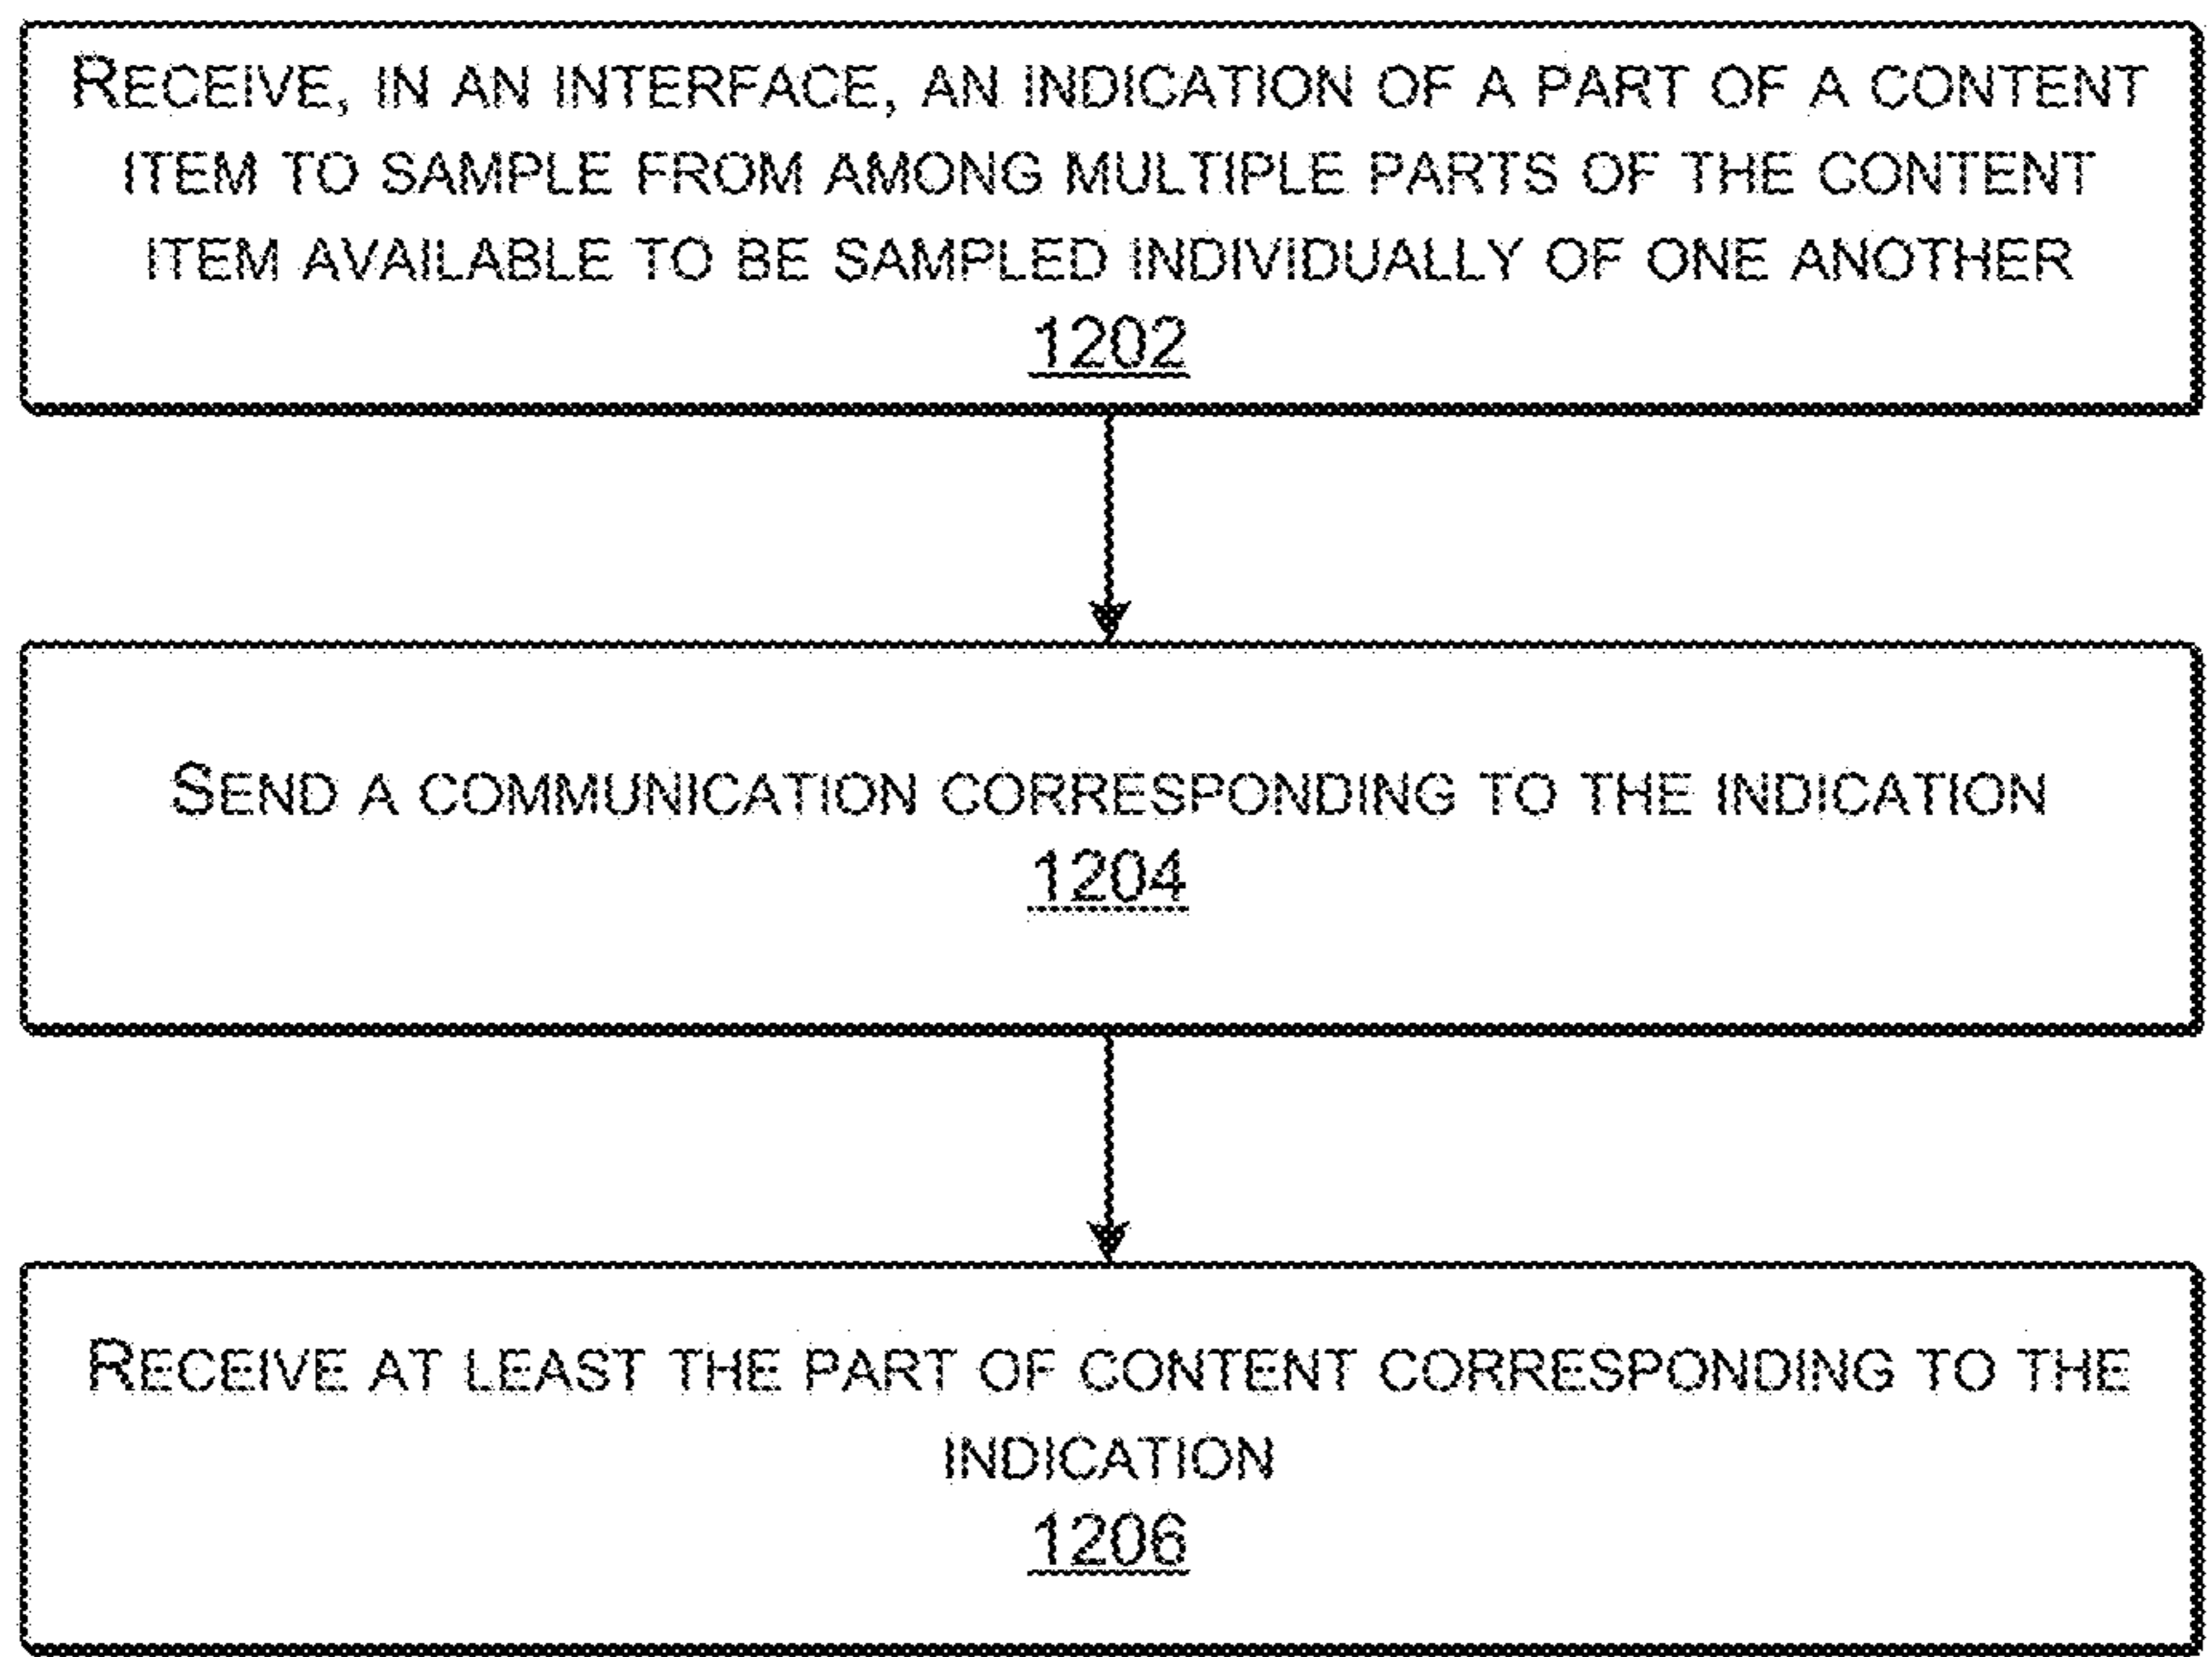 RECEIVE, IN AN INTERFACE, AN INDICATION OF A PART OF A CONTENT
ITEM TO SAMPLE FROM AMONG MULTIPLE PARTS OF THE CONTENT
ITEM AVAILABLE TO BE SAMPLED INDIVIDUALLY OF ONE ANOTHER
1202
SEND A COMMUNICATION CORRESPONDING TO THE INDICATION
1204
RECEIVE AT LEAST THE PART OF CONTENT CORRESPONDING TO THE
INDICATION
1206